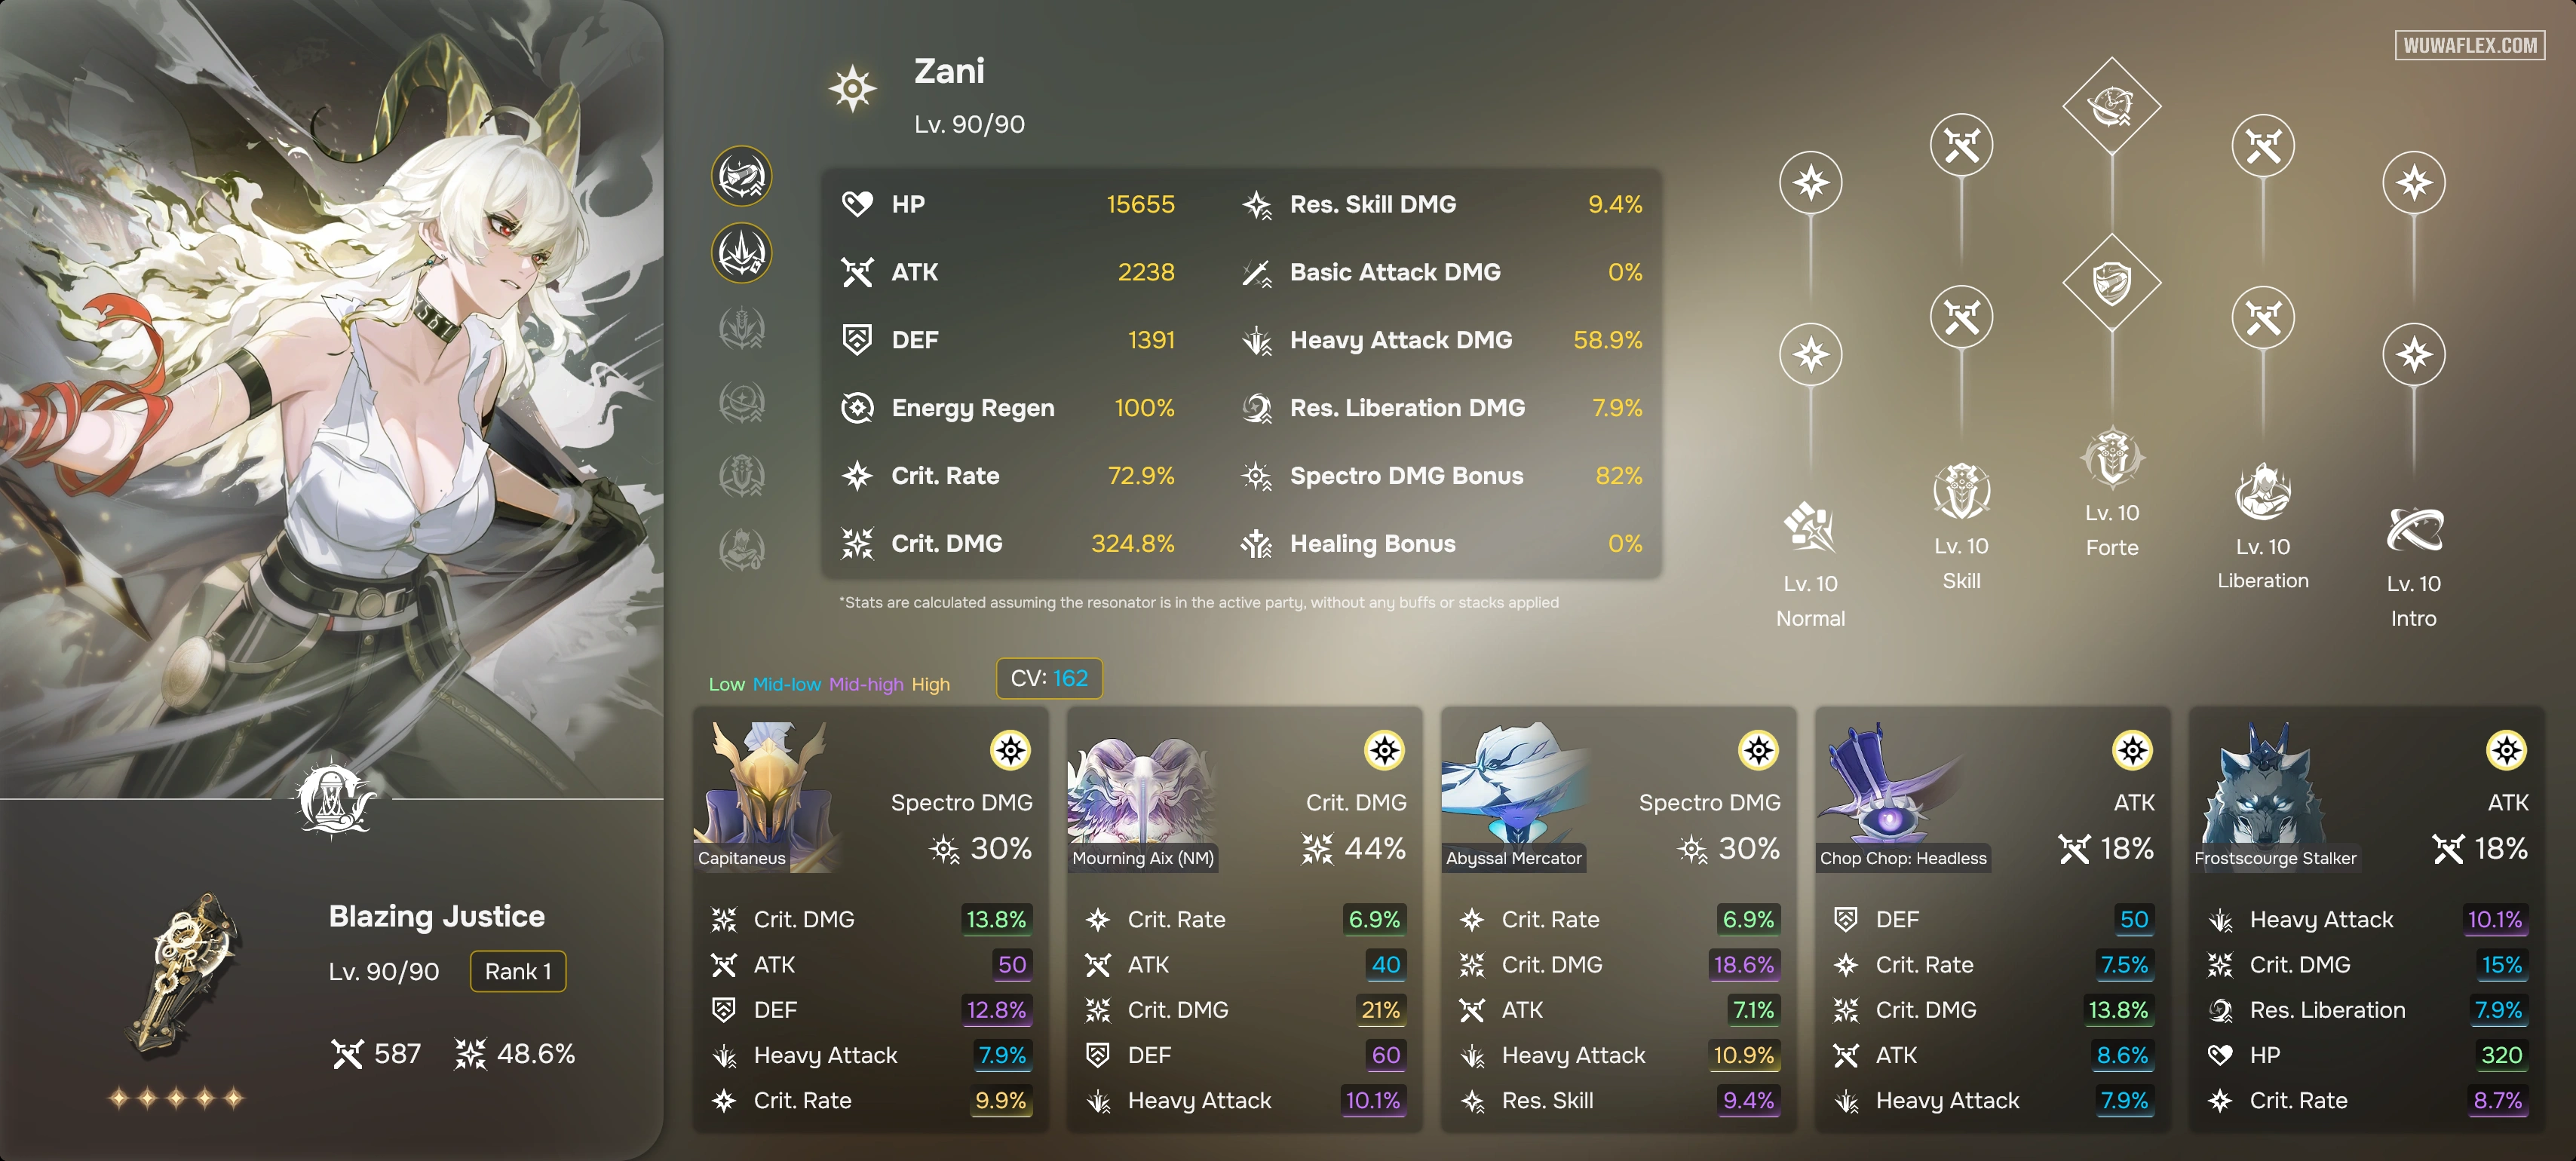 WUWAFLEX.COM
Zani
Lv. 90/90
HP 15655
Res. Skill DMG 9.4%
ATK 2238
Basic Attack DMG 0%
DEF 1391
Heavy Attack DMG 58.9%
Energy Regen 100%
Res. Liberation DMG 7.9%
Crit. Rate 72.9%
Spectro DMG Bonus 82%
Crit. DMG 324.8%
Healing Bonus 0%
*Stats are calculated assuming the resonator is in the active party, without any buffs or stacks applied
Lv. 10
Normal
Lv. 10
Skill
Lv. 10
Forte
Lv. 10
Liberation
Lv. 10
Intro
Blazing Justice
Lv. 90/90 Rank 1
587 48.6%
Low Mid-low Mid-high High
CV: 162
Spectro DMG
30%
Capitaneus
Crit. DMG 13.8%
ATK 50
DEF 12.8%
Heavy Attack 7.9%
Crit. Rate 9.9%
Crit. DMG
44%
Mourning Aix (NM)
Crit. Rate 6.9%
ATK 40
Crit. DMG 21%
DEF 60
Heavy Attack 10.1%
Spectro DMG
30%
Abyssal Mercator
Crit. Rate 6.9%
Crit. DMG 18.6%
ATK 7.1%
Heavy Attack 10.9%
Res. Skill 9.4%
ATK
18%
Chop Chop: Headless
DEF 50
Crit. Rate 7.5%
Crit. DMG 13.8%
ATK 8.6%
Heavy Attack 7.9%
ATK
18%
Frostscourge Stalker
Heavy Attack 10.1%
Crit. DMG 15%
Res. Liberation 7.9%
HP 320
Crit. Rate 8.7%